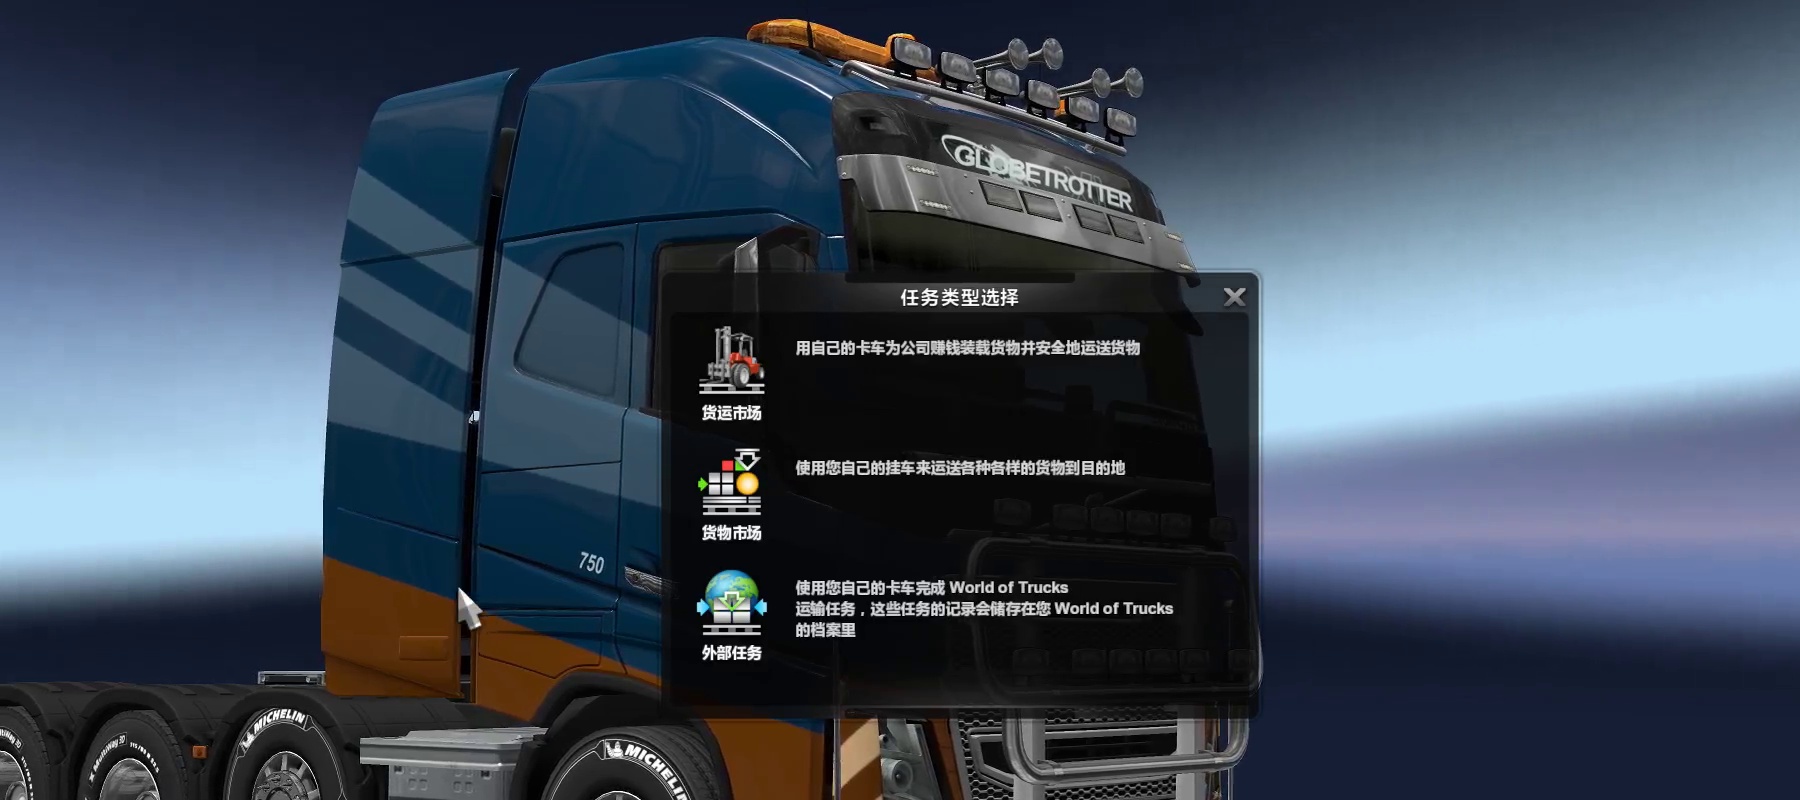 GLOBETROTTER
任务类型选择
用自己的卡车为公司赚钱装载货物并安全地运送货物
货运市场
使用您自己的挂车来运送各种各样的货物到目的地
货物市场
使用您自己的卡车完成 World of Trucks
运输任务，这些任务的记录会储存在您 World of Trucks
的档案里
外部任务
750
MICHELIN
MICHELIN
X MultiWay 3D